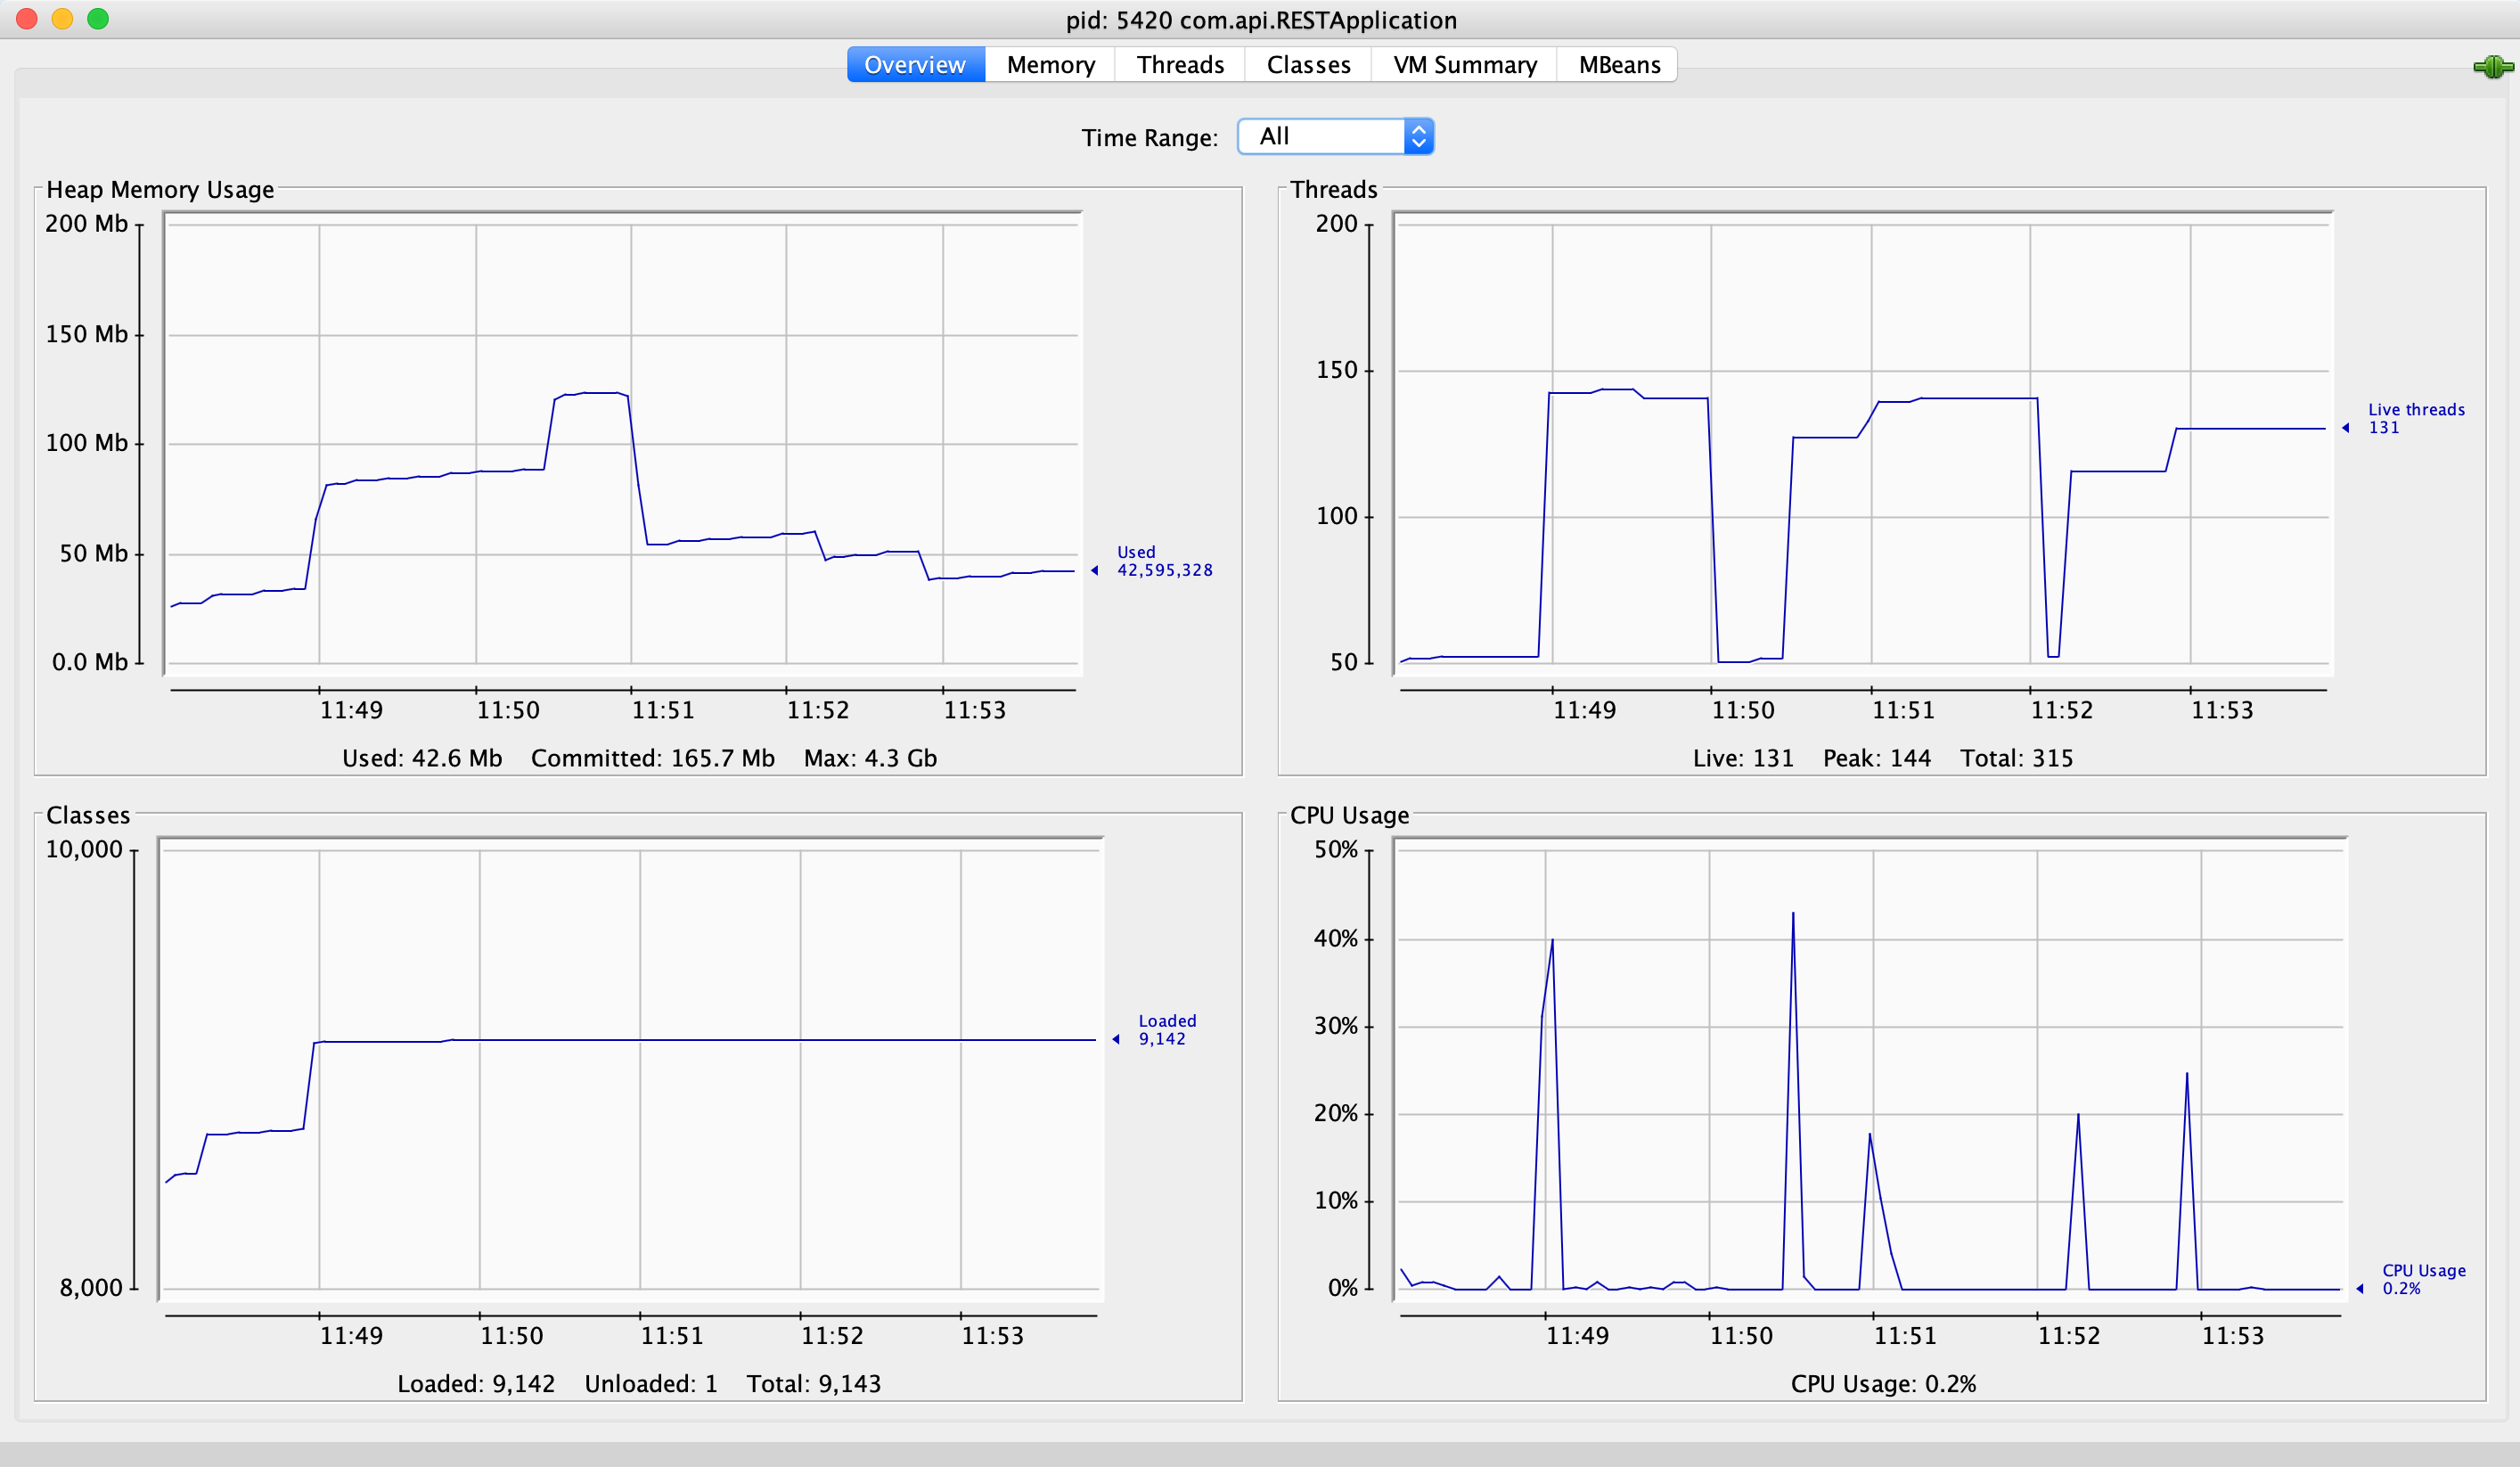 pid: 5420 com.api.RESTApplication
Overview Memory Threads Classes VM Summary MBeans
Time Range: All
Heap Memory Usage
200 Mb
150 Mb
100 Mb
50 Mb
0.0 Mb
Used
42,595,328
11:49 11:50 11:51 11:52 11:53
Used: 42.6 Mb Committed: 165.7 Mb Max: 4.3 Gb
Threads
200
150
100
50
Live threads
131
11:49 11:50 11:51 11:52 11:53
Live: 131 Peak: 144 Total: 315
Classes
10,000
8,000
Loaded
9,142
11:49 11:50 11:51 11:52 11:53
Loaded: 9,142 Unloaded: 1 Total: 9,143
CPU Usage
50%
40%
30%
20%
10%
0%
CPU Usage
0.2%
11:49 11:50 11:51 11:52 11:53
CPU Usage: 0.2%